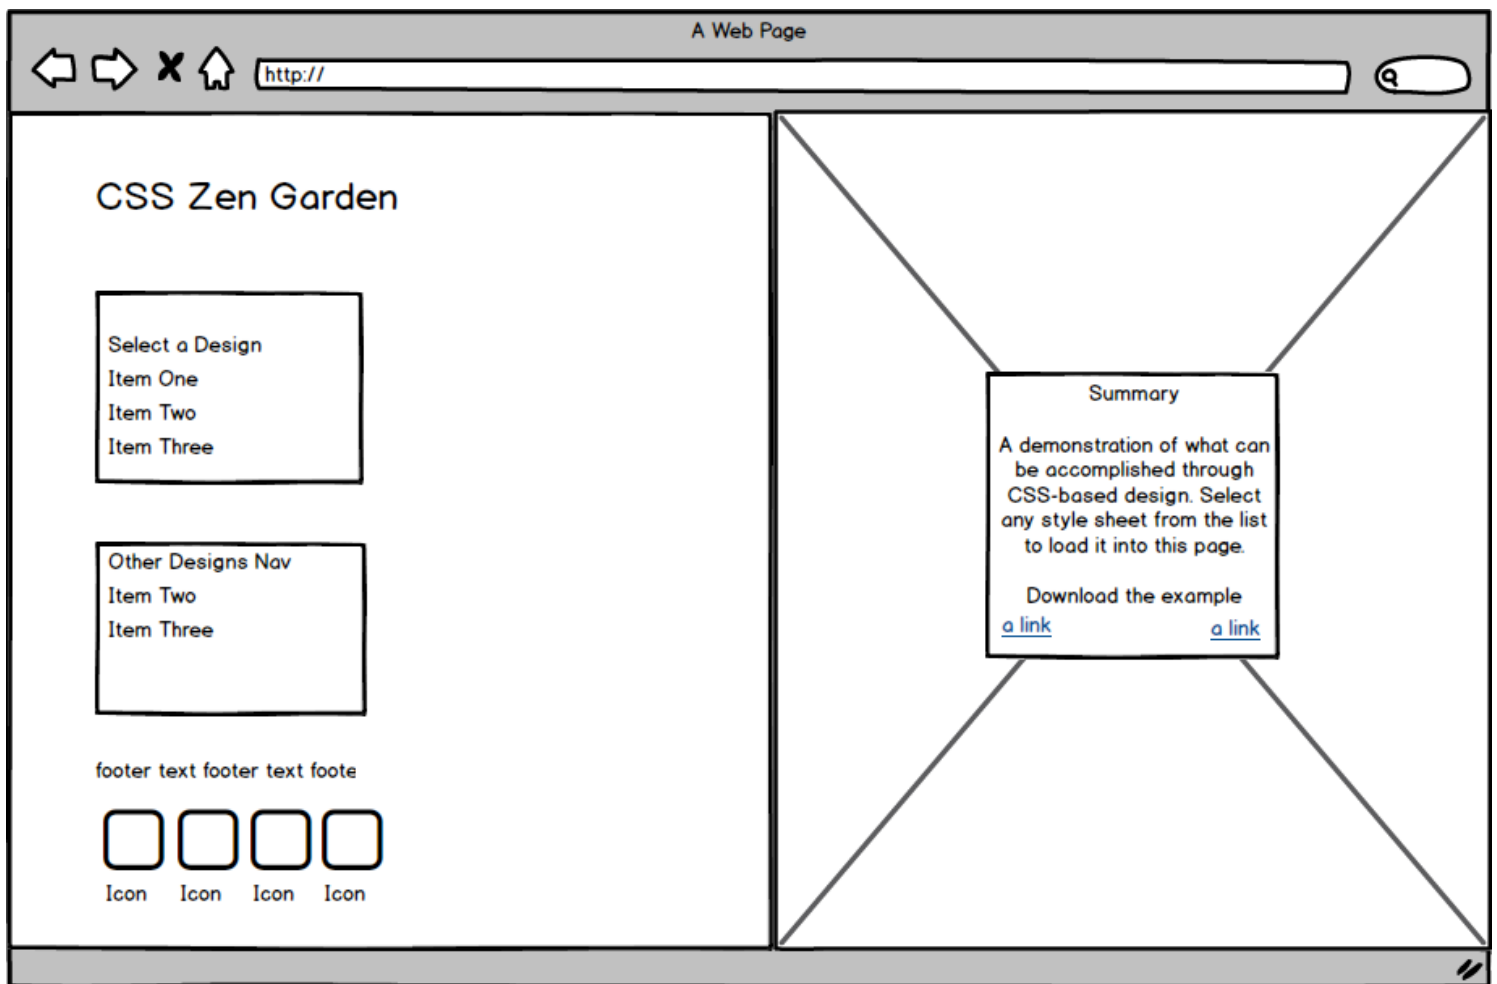 A Web Page
http://
CSS Zen Garden
Select a Design
Item One
Item Two
Item Three
Other Designs Nav
Item Two
Item Three
footer text footer text foote
Icon Icon Icon Icon
Summary
A demonstration of what can
be accomplished through
CSS-based design. Select
any style sheet from the list
to load it into this page.
Download the example
a link a link